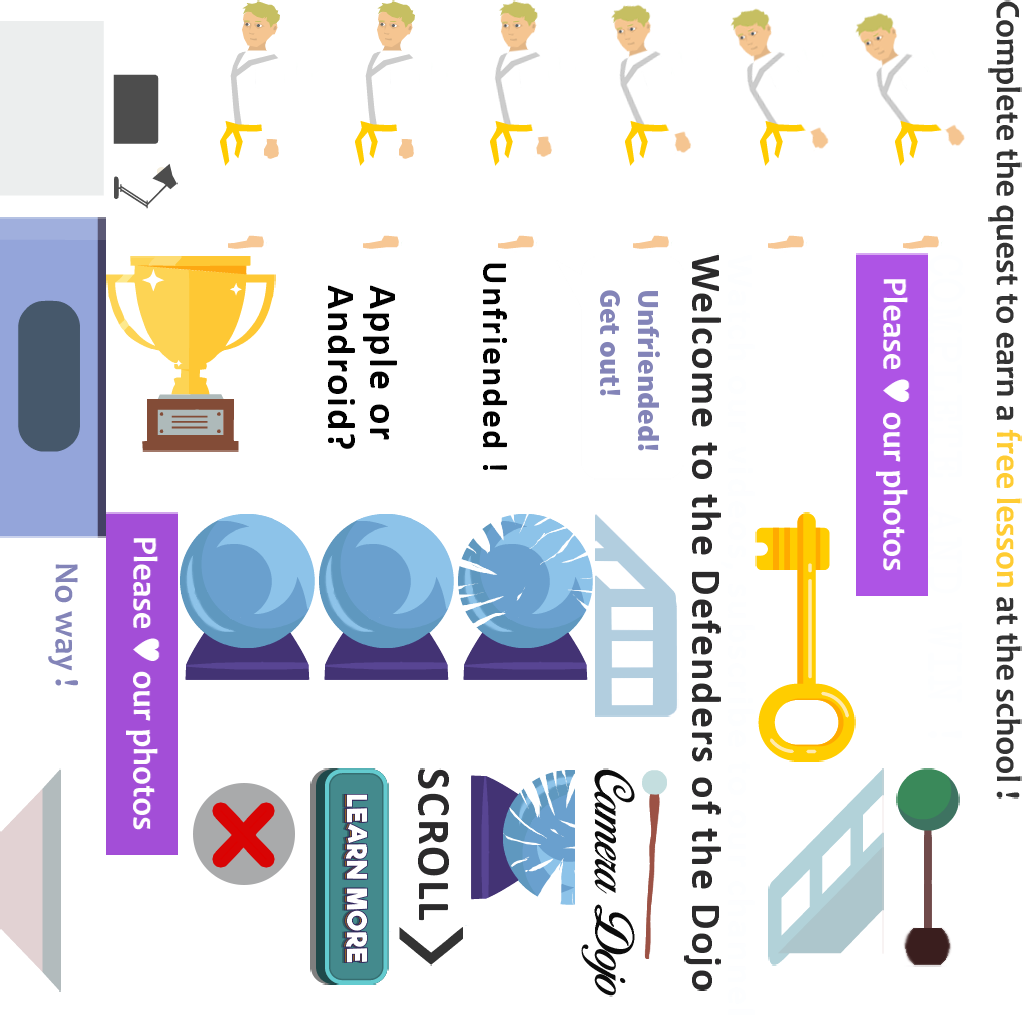 Complete the quest to earn a free lesson at the school !
Please ♥ our photos
Welcome to the Defenders of the Dojo
Unfriended!
Get out!
Camera Dojo
Unfriended !
SCROLL
Apple or
Android?
LEARN MORE
Please ♥ our photos
No way !